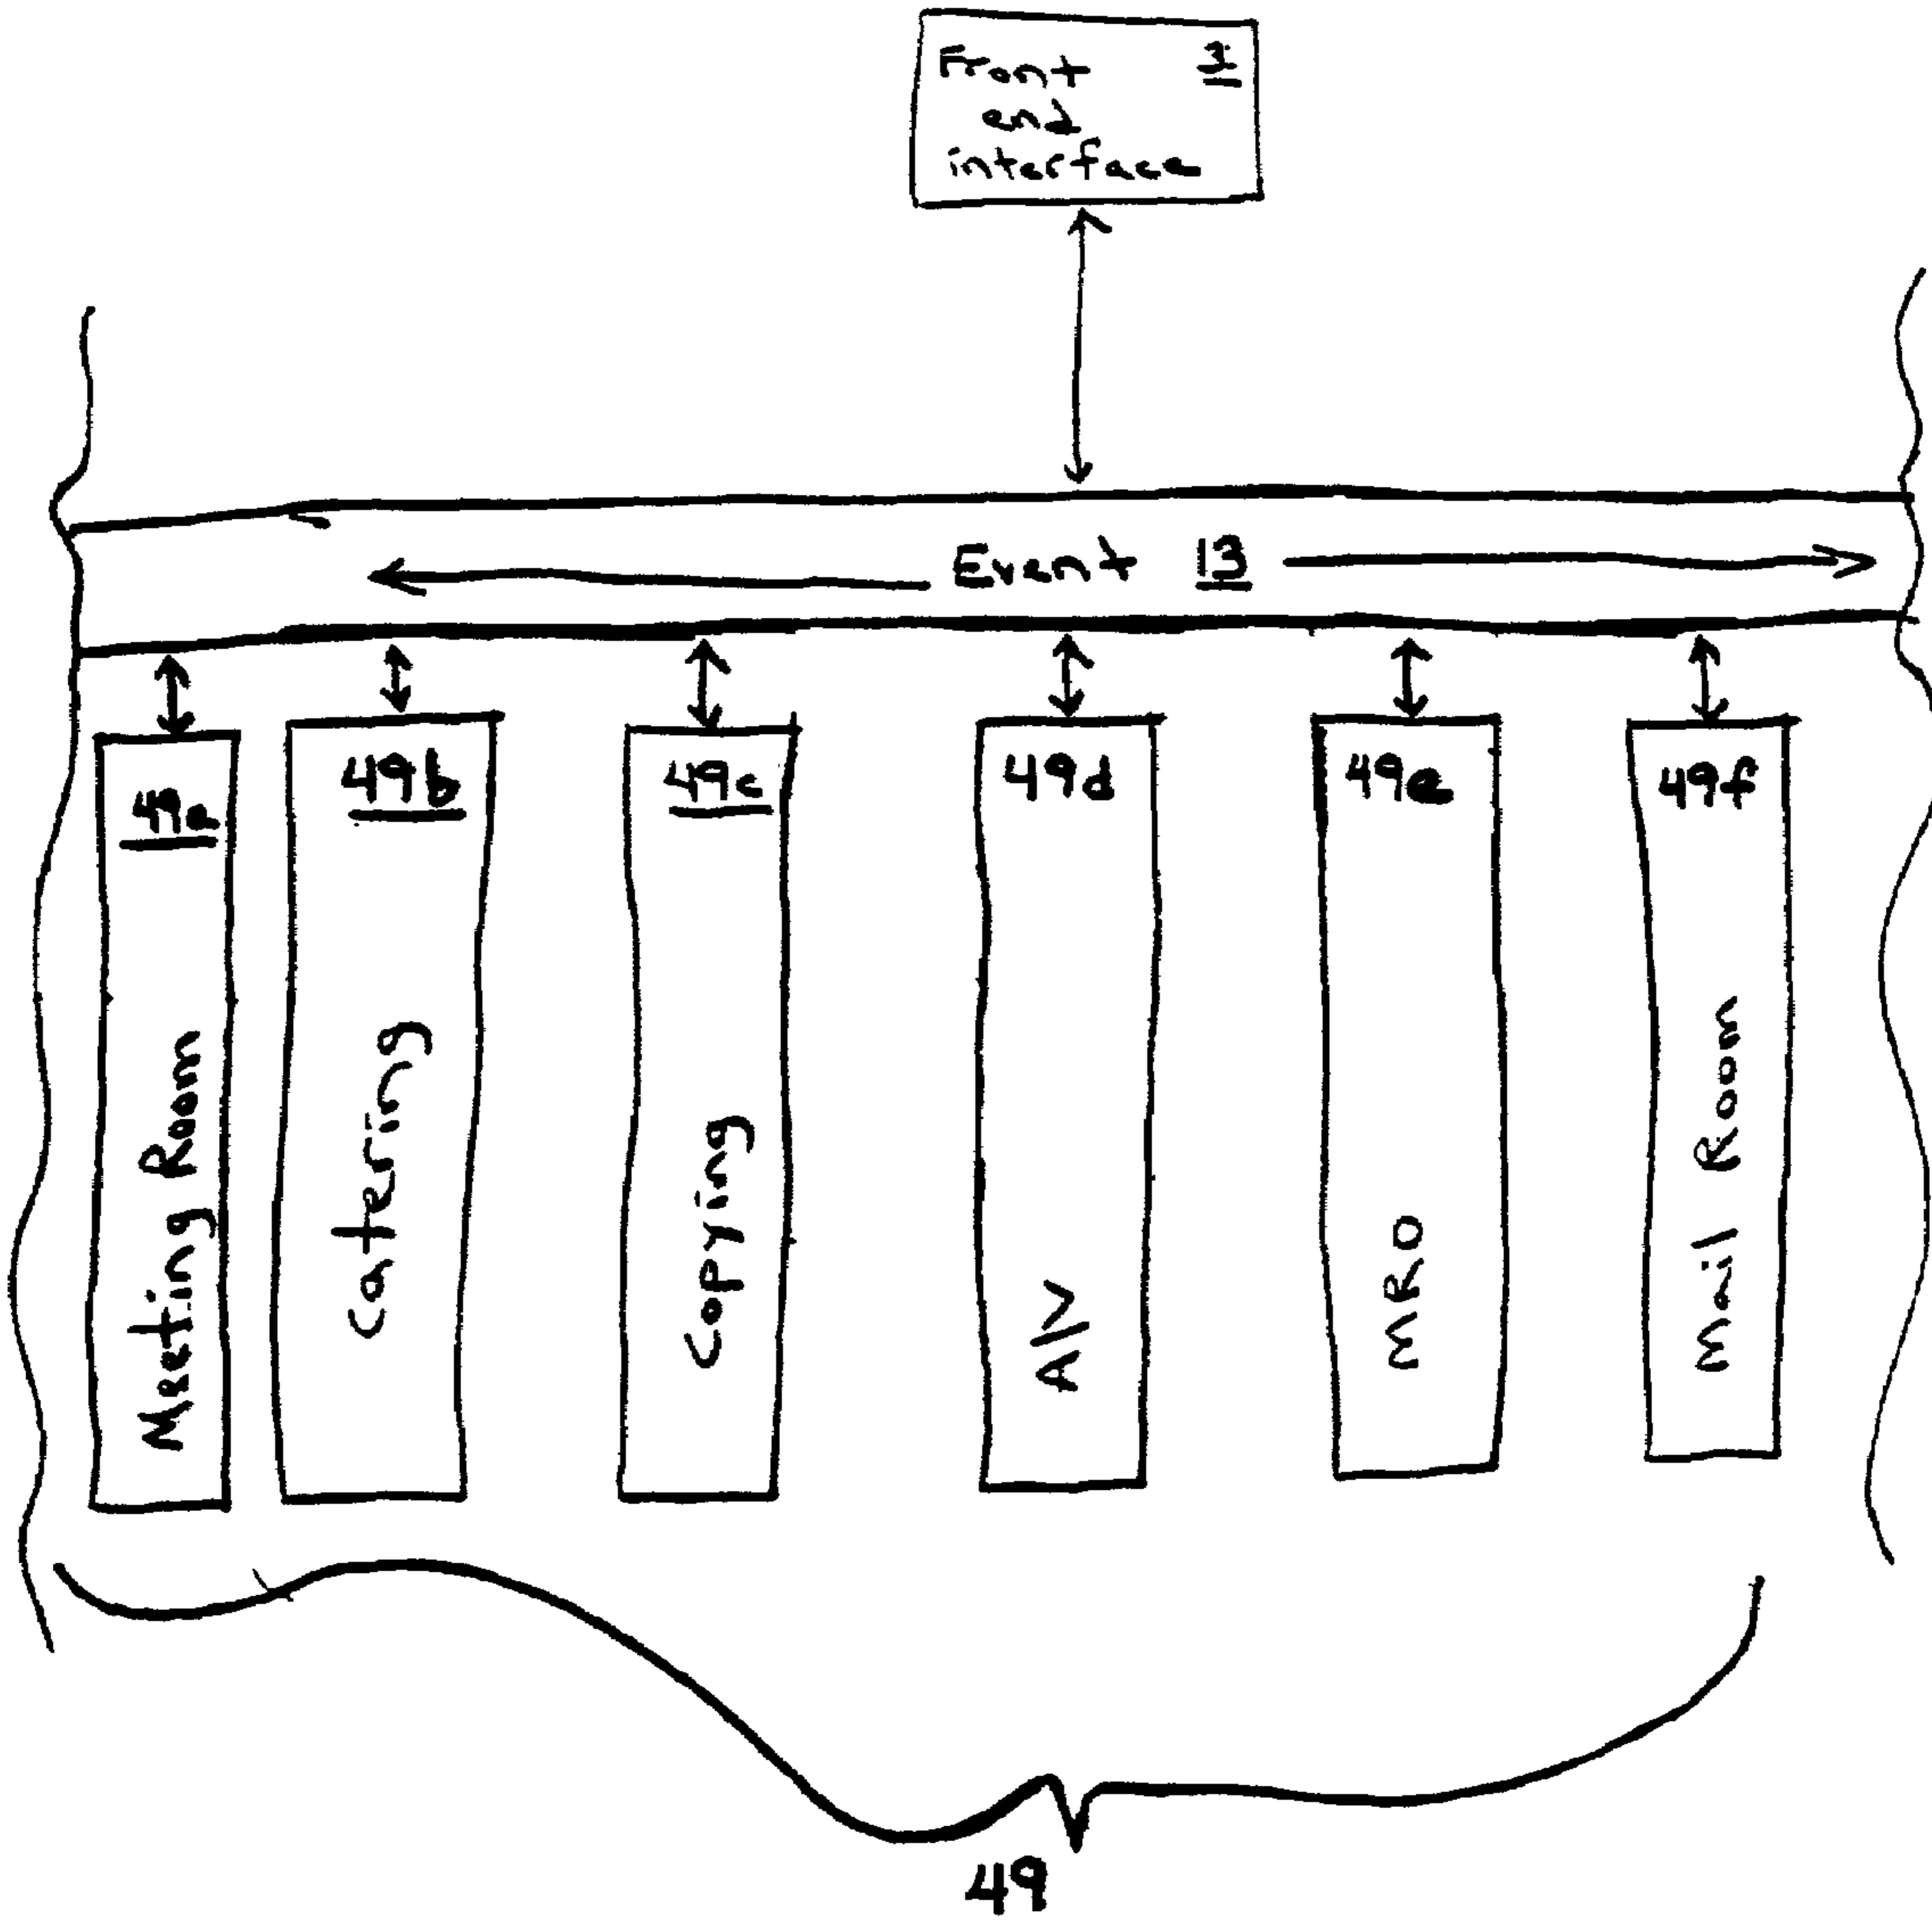 Front
end
interface
Event 13
49a
49b
49c
49d
49e
49f
Meeting Room
Catering
Copying
A/V
MRO
Mail Room
49